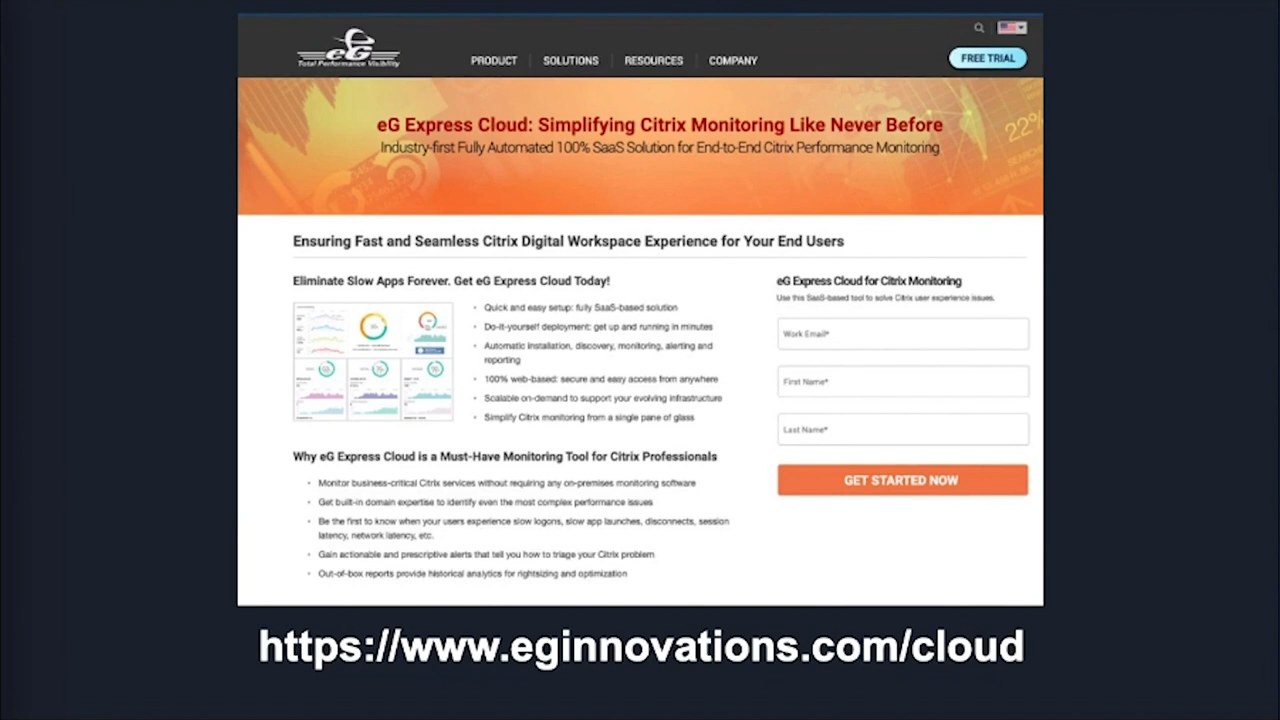 eG
Total Performance Visibility
PRODUCT
SOLUTIONS
RESOURCES
COMPANY
FREE TRIAL
eG Express Cloud: Simplifying Citrix Monitoring Like Never Before
Industry-first Fully Automated 100% SaaS Solution for End-to-End Citrix Performance Monitoring
22%
Ensuring Fast and Seamless Citrix Digital Workspace Experience for Your End Users
Eliminate Slow Apps Forever. Get eG Express Cloud Today!
Quick and easy setup: fully SaaS-based solution
Do-it-yourself deployment: get up and running in minutes
Automatic installation, discovery, monitoring, alerting and
reporting
100% web-based: secure and easy access from anywhere
Scalable on-demand to support your evolving infrastructure
Simplify Citrix monitoring from a single pane of glass
Why eG Express Cloud is a Must-Have Monitoring Tool for Citrix Professionals
Monitor business-critical Citrix services without requiring any on-premises monitoring software
Get built-in domain expertise to identify even the most complex performance issues
Be the first to know when your users experience slow logons, slow app launches, disconnects, session
latency, network latency, etc.
Gain actionable and prescriptive alerts that tell you how to triage your Citrix problem
Out-of-box reports provide historical analytics for rightsizing and optimization
eG Express Cloud for Citrix Monitoring
Use this SaaS-based tool to solve Citrix user experience issues.
Work Email*
First Name*
Last Name*
GET STARTED NOW
https://www.eginnovations.com/cloud